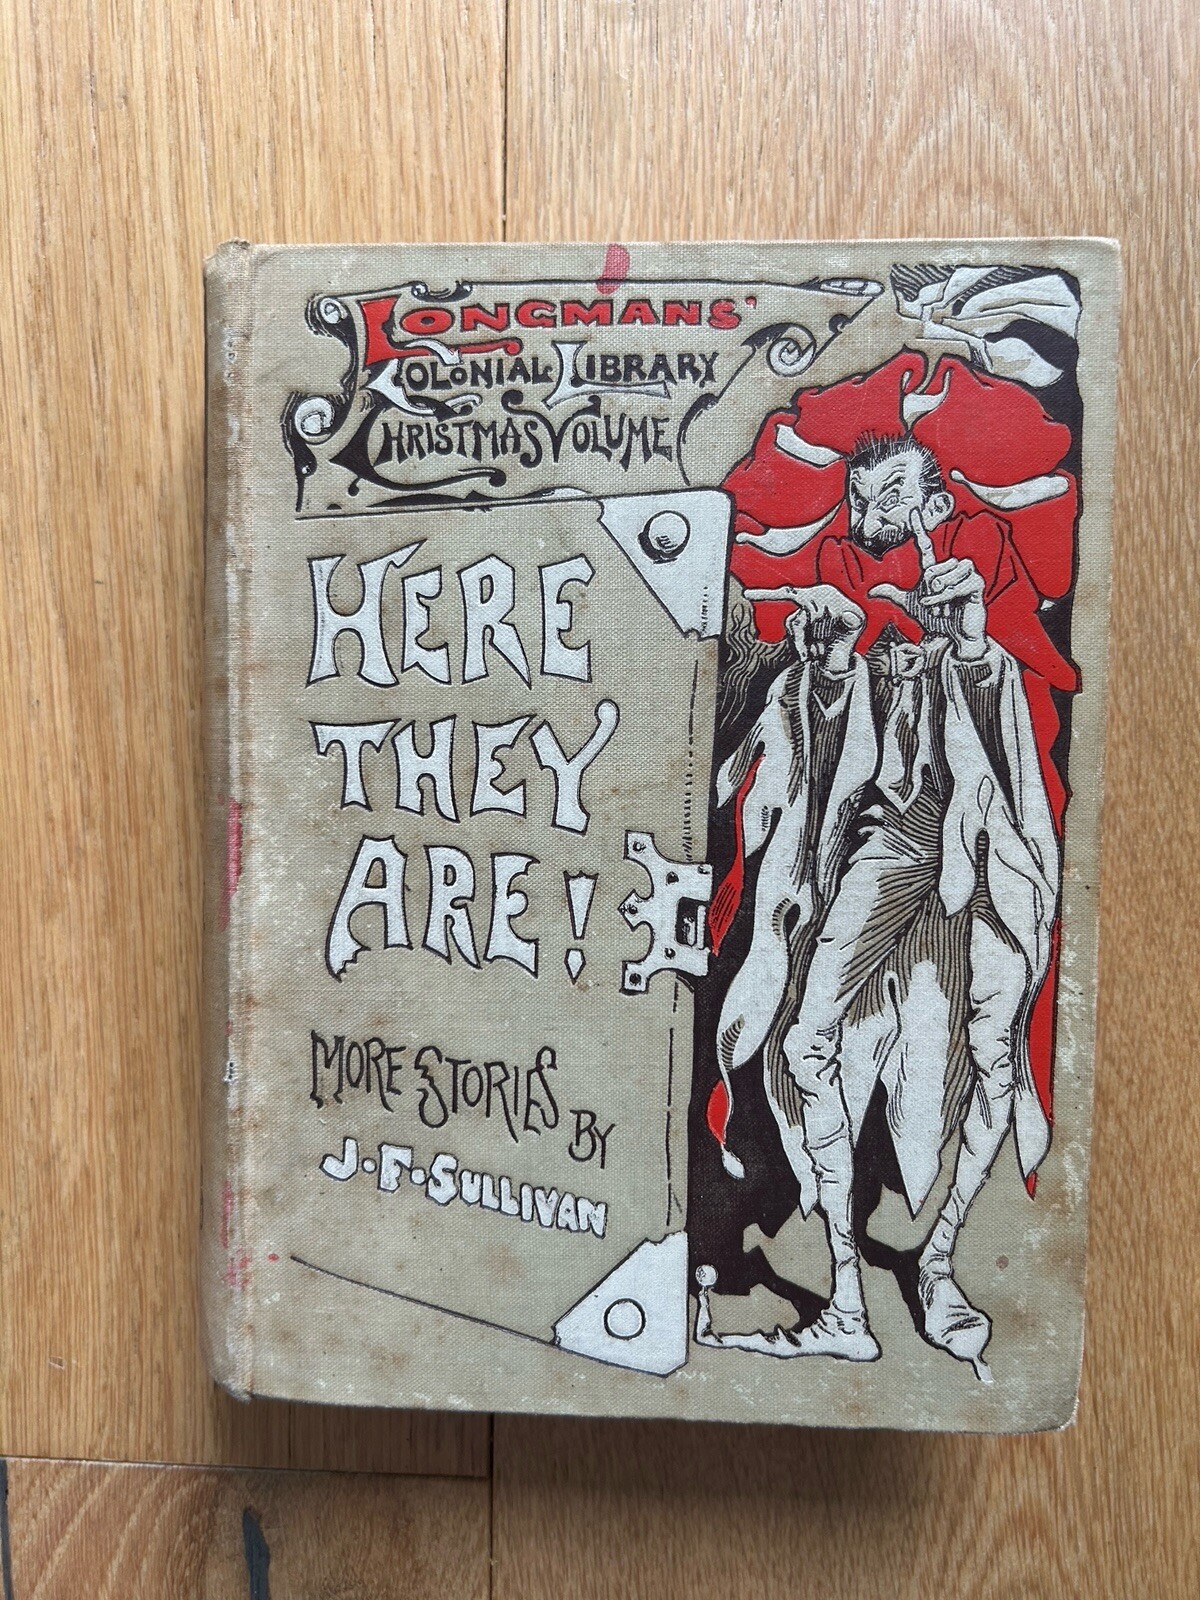 LONGMANS'
COLONIAL LIBRARY
CHRISTMAS VOLUME
HERE
THEY
ARE!
MORE STORIES
BY
J.F.SULLIVAN